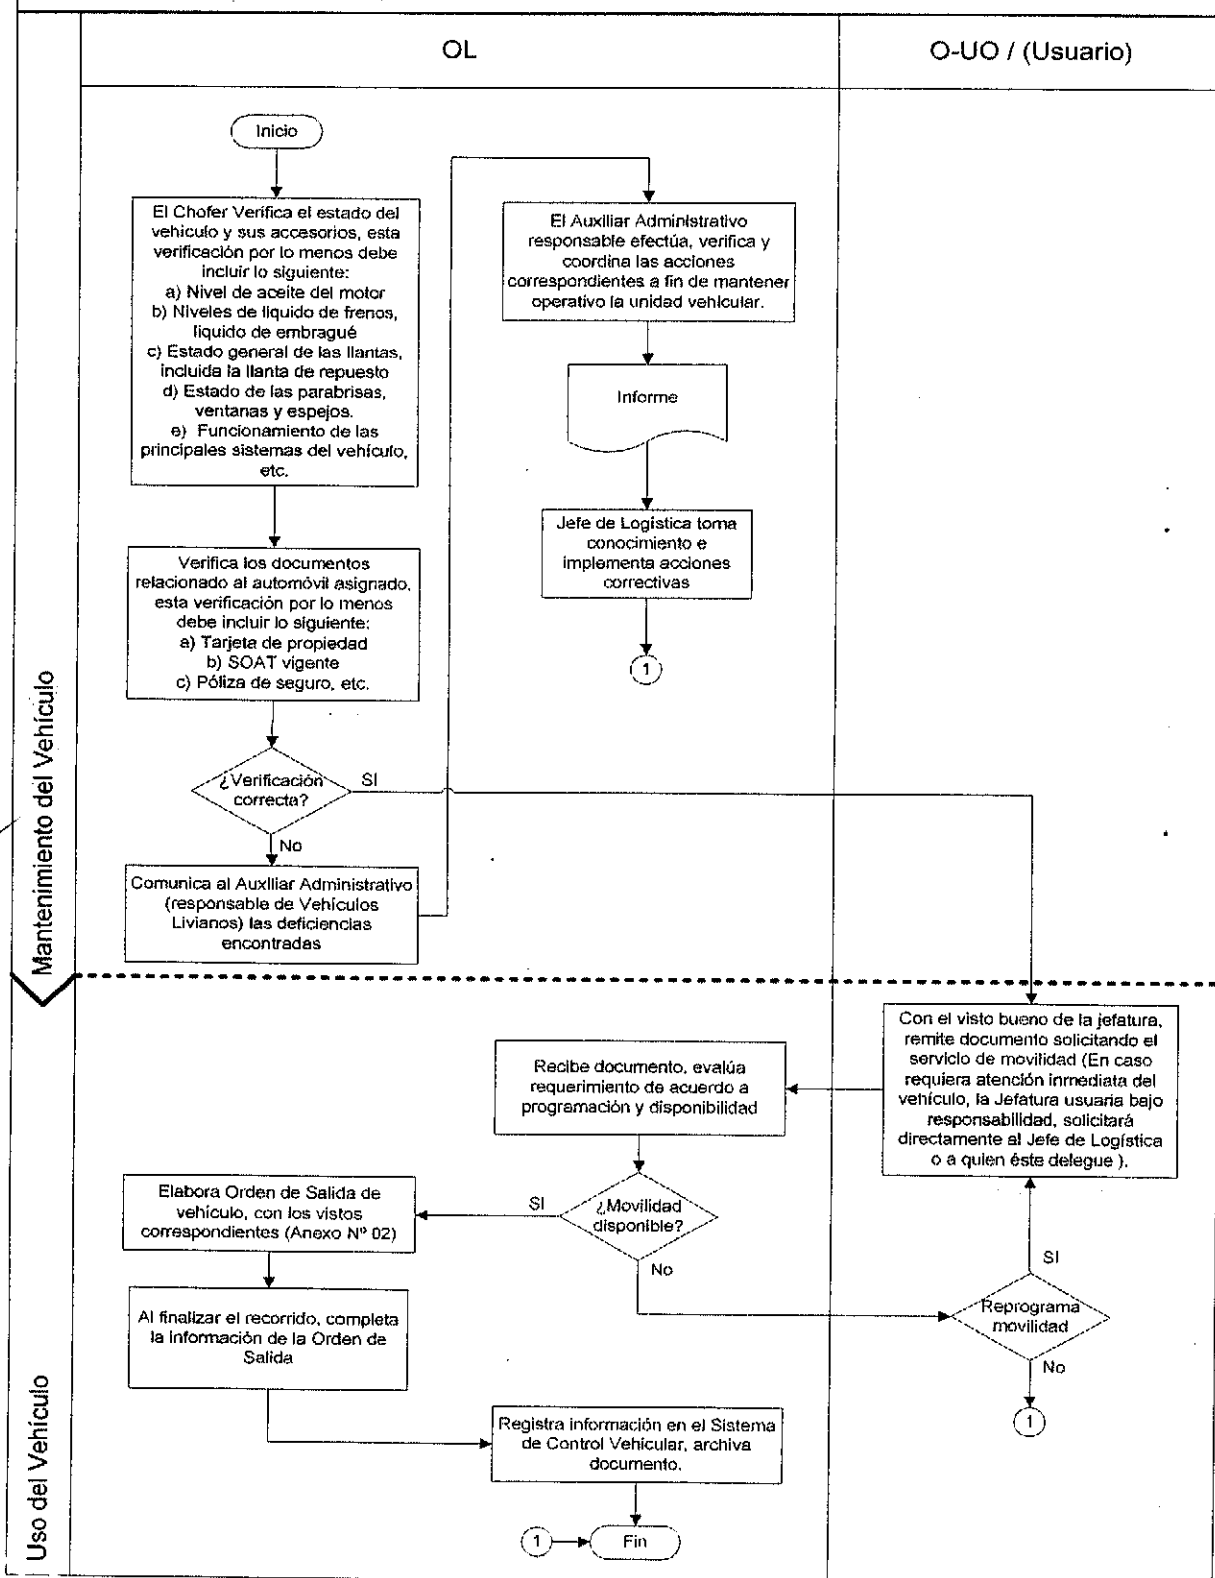 OL
O-UO / (Usuario)
Mantenimiento del Vehículo
Inicio
El Chofer Verifica el estado del
vehículo y sus accesorios, esta
verificación por lo menos debe
incluir lo siguiente:
a) Nivel de aceite del motor
b) Niveles de líquido de frenos,
líquido de embragué
c) Estado general de las llantas,
incluida la llanta de repuesto
d) Estado de las parabrisas,
ventanas y espejos.
e) Funcionamiento de las
principales sistemas del vehículo,
etc.
Verifica los documentos
relacionado al automóvil asignado,
esta verificación por lo menos
debe incluir lo siguiente:
a) Tarjeta de propiedad
b) SOAT vigente
c) Póliza de seguro, etc.
¿Verificación
correcta?
SI
No
Comunica al Auxiliar Administrativo
(responsable de Vehículos
Livianos) las deficiencias
encontradas
El Auxiliar Administrativo
responsable efectúa, verifica y
coordina las acciones
correspondientes a fin de mantener
operativo la unidad vehicular.
Informe
Jefe de Logística toma
conocimiento e
implementa acciones
correctivas
1
Uso del Vehículo
Con el visto bueno de la jefatura,
remite documento solicitando el
servicio de movilidad (En caso
requiera atención inmediata del
vehículo, la Jefatura usuaria bajo
responsabilidad, solicitará
directamente al Jefe de Logística
o a quien éste delegue ).
Recibe documento, evalúa
requerimiento de acuerdo a
programación y disponibilidad
¿Movilidad
disponible?
SI
No
Elabora Orden de Salida de
vehículo, con los vistos
correspondientes (Anexo Nº 02)
Al finalizar el recorrido, completa
la información de la Orden de
Salida
Reprograma
movilidad
SI
No
1
Registra información en el Sistema
de Control Vehicular, archiva
documento.
1
Fin